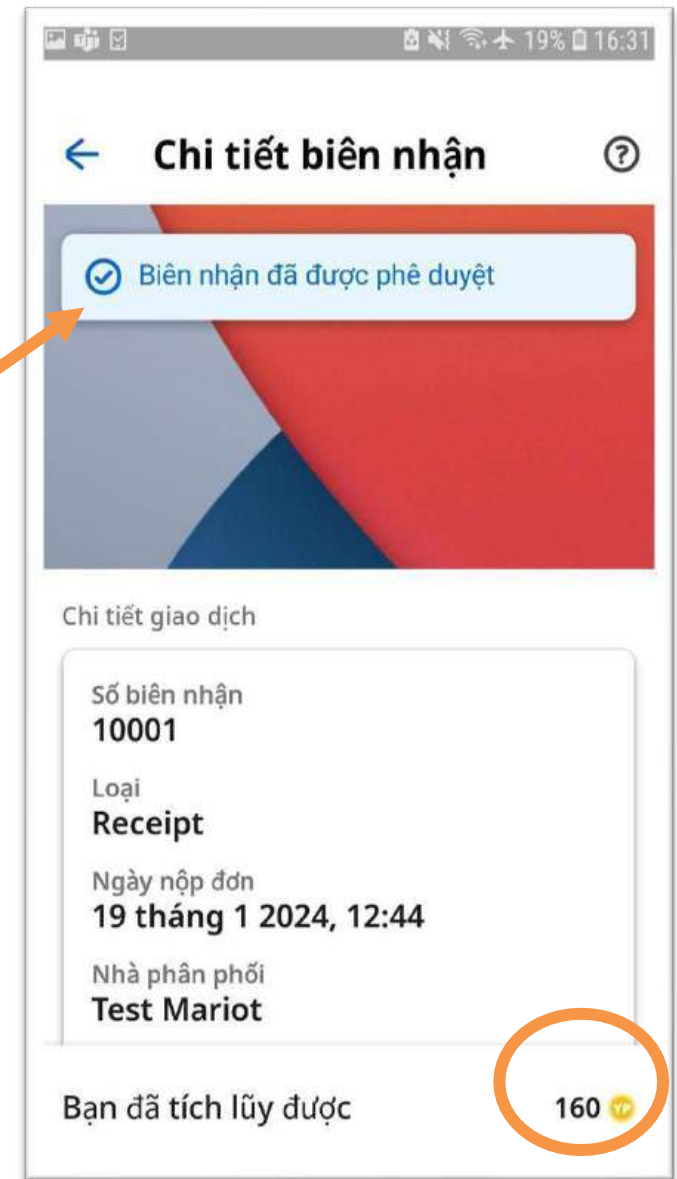 19% 16:31
Chi tiết biên nhận
Biên nhận đã được phê duyệt
Chi tiết giao dịch
Số biên nhận
10001
Loại
Receipt
Ngày nộp đơn
19 tháng 1 2024, 12:44
Nhà phân phối
Test Mariot
Bạn đã tích lũy được 160 YP